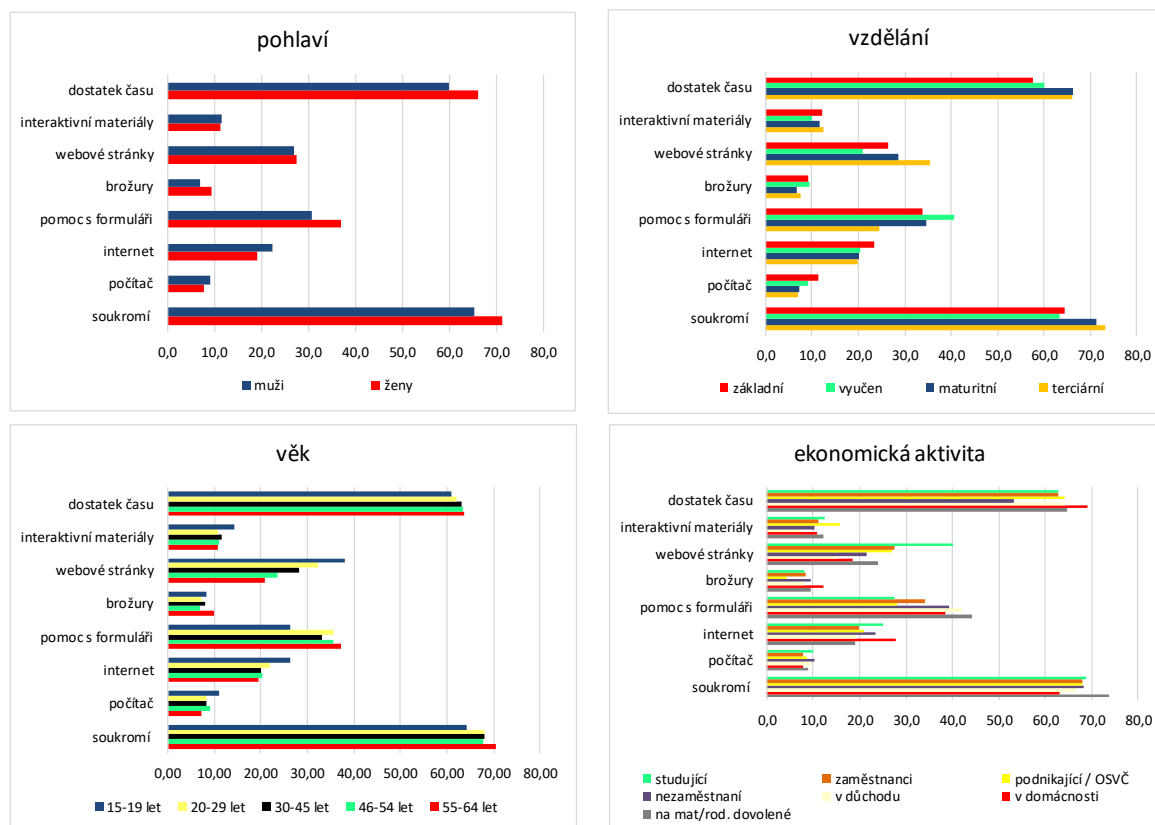 pohlaví
dostatek času
interaktivní materiály
webové stránky
brožury
pomoc s formuláři
internet
počítač
soukromí
0,0 10,0 20,0 30,0 40,0 50,0 60,0 70,0 80,0
muži ženy
vzdělání
dostatek času
interaktivní materiály
webové stránky
brožury
pomoc s formuláři
internet
počítač
soukromí
0,0 10,0 20,0 30,0 40,0 50,0 60,0 70,0 80,0
základní vyučen maturitní terciární
věk
dostatek času
interaktivní materiály
webové stránky
brožury
pomoc s formuláři
internet
počítač
soukromí
0,00 10,00 20,00 30,00 40,00 50,00 60,00 70,00 80,00
15-19 let 20-29 let 30-45 let 46-54 let 55-64 let
ekonomická aktivita
dostatek času
interaktivní materiály
webové stránky
brožury
pomoc s formuláři
internet
počítač
soukromí
0,0 10,0 20,0 30,0 40,0 50,0 60,0 70,0 80,0
studující zaměstnanci podnikající / OSVČ
nezaměstnaní v důchodu v domácnosti
na mat/rod. dovolené